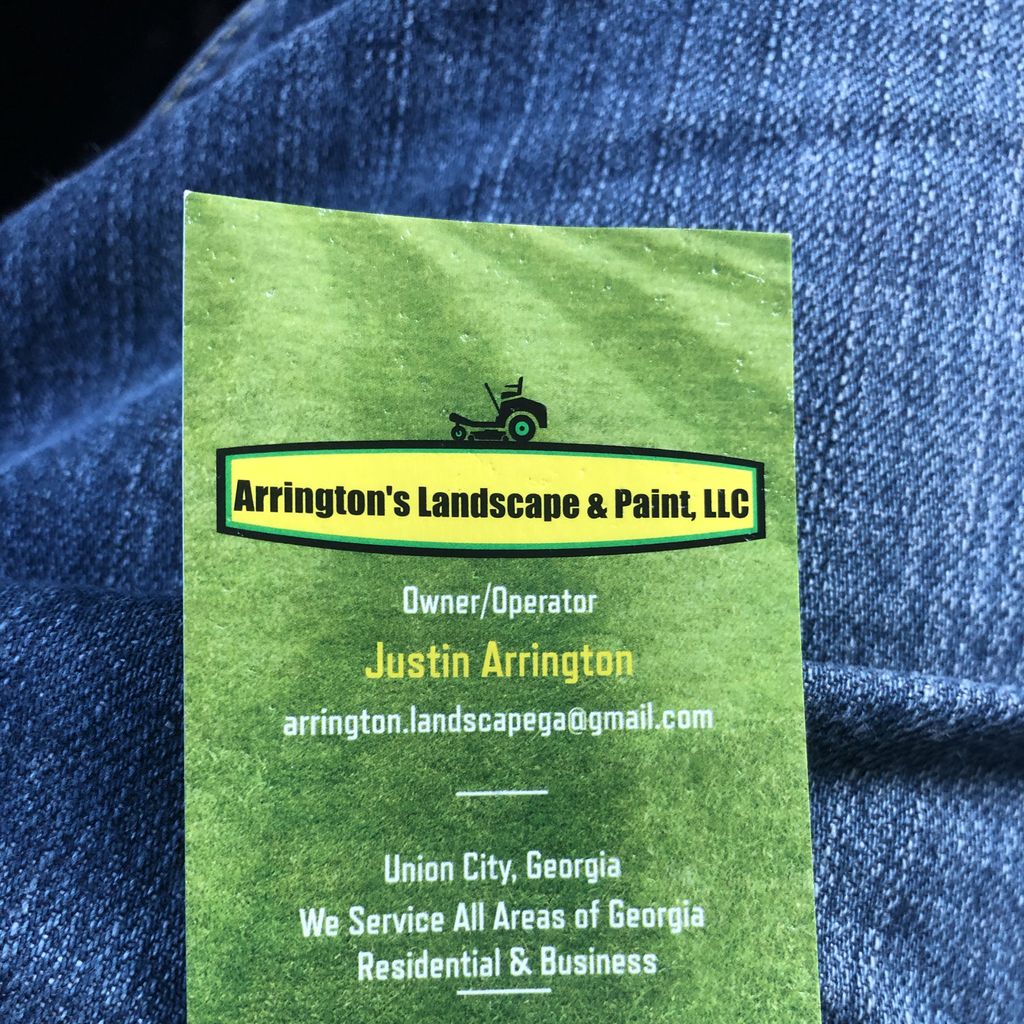 Arrington's Landscape & Paint, LLC
Owner/Operator
Justin Arrington
arrington.landscapega@gmail.com
Union City, Georgia
We Service All Areas of Georgia
Residential & Business